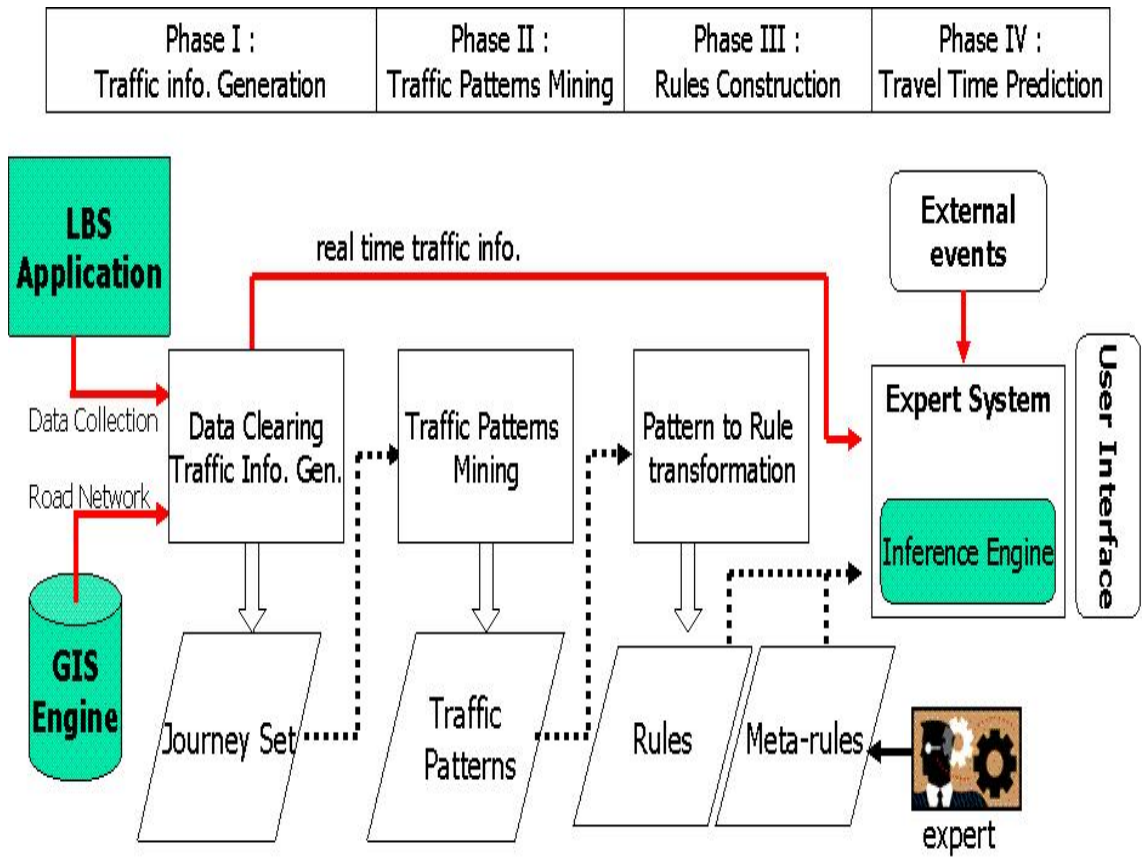 Phase I :
Traffic info. Generation
Phase II :
Traffic Patterns Mining
Phase III :
Rules Construction
Phase IV :
Travel Time Prediction
LBS
Application
real time traffic info.
External
events
Data Collection
Road Network
Data Clearing
Traffic Info. Gen.
Traffic Patterns
Mining
Pattern to Rule
transformation
Expert System
Inference Engine
User Interface
GIS
Engine
Journey Set
Traffic
Patterns
Rules
Meta-rules
expert